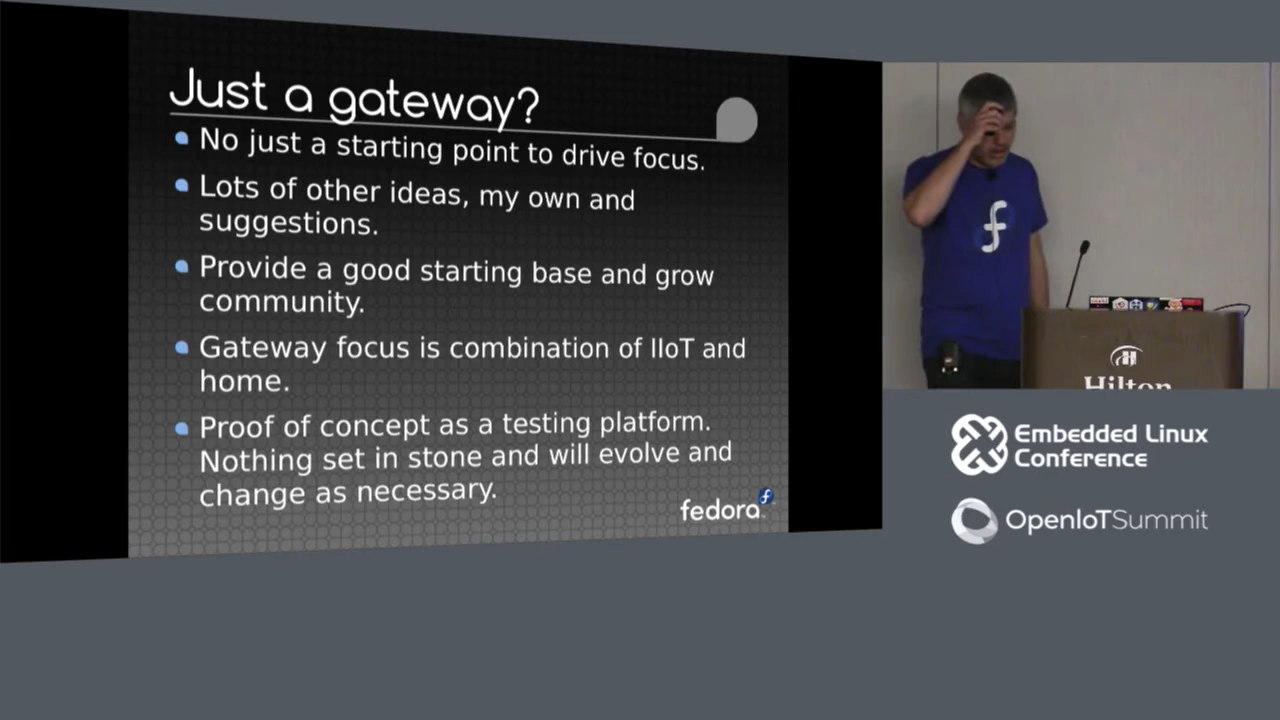 Just a gateway?
No just a starting point to drive focus.
Lots of other ideas, my own and
suggestions.
Provide a good starting base and grow
community.
Gateway focus is combination of IIoT and
home.
Proof of concept as a testing platform.
Nothing set in stone and will evolve and
change as necessary.
fedora
Hilton
Embedded Linux
Conference
OpenIoTSummit